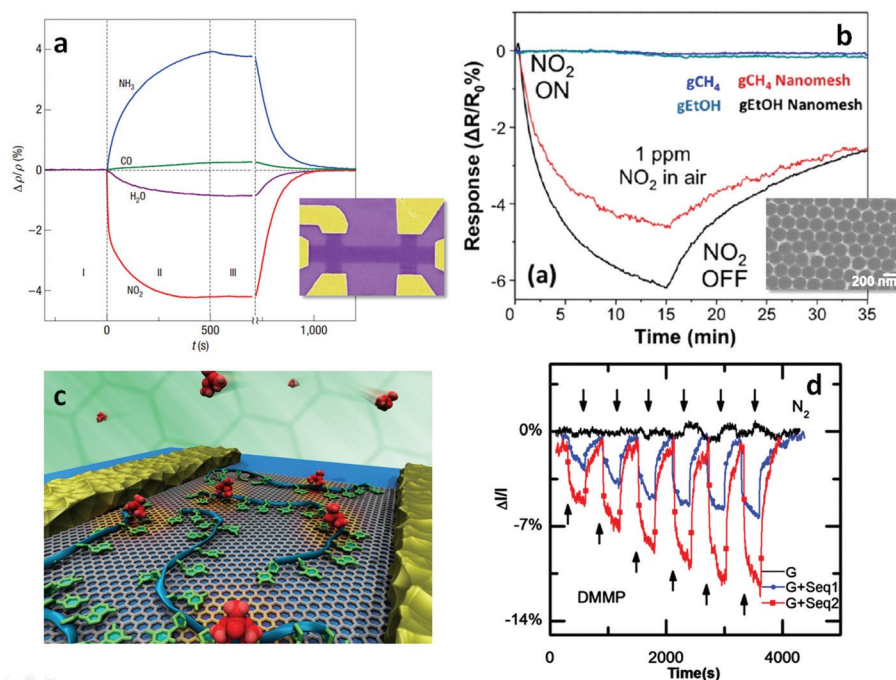 a
4
2
0
−2
−4
Δ ρ/ρ (%)
NH3
CO
H2O
NO2
I
II
III
0
500
1,000
t (s)
b
0
-2
-4
-6
Response (ΔR/R0%)
NO2
ON
gCH4 gCH4 Nanomesh
gEtOH gEtOH Nanomesh
1 ppm
NO2 in air
(a)
NO2
OFF
200 nm
0 5 10 15 20 25 30 35
Time (min)
c
d
0%
-7%
-14%
ΔI/I
N2
DMMP
G
G+Seq1
G+Seq2
0 2000 4000
Time(s)